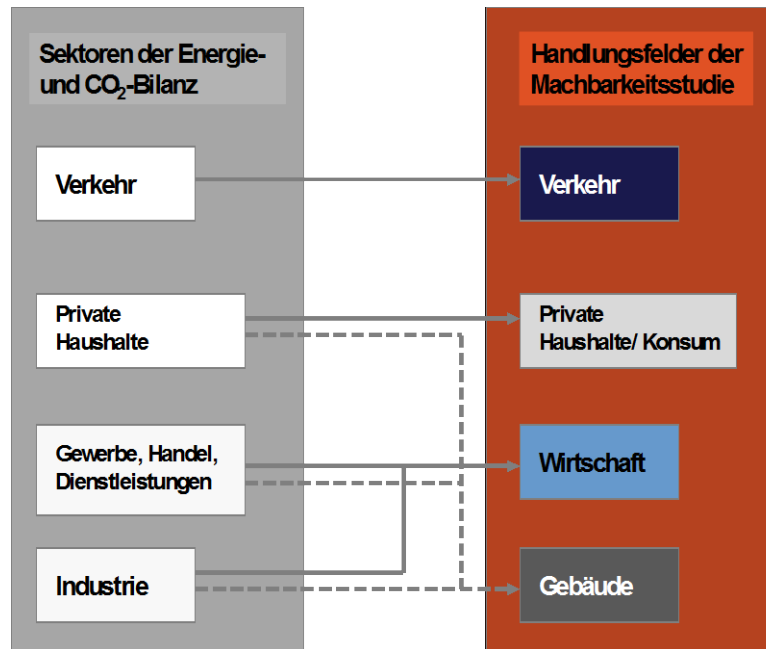 Sektoren der Energie-
und CO₂-Bilanz
Handlungsfelder der
Machbarkeitsstudie
Verkehr
Verkehr
Private
Haushalte
Private
Haushalte/ Konsum
Gewerbe, Handel,
Dienstleistungen
Wirtschaft
Industrie
Gebäude